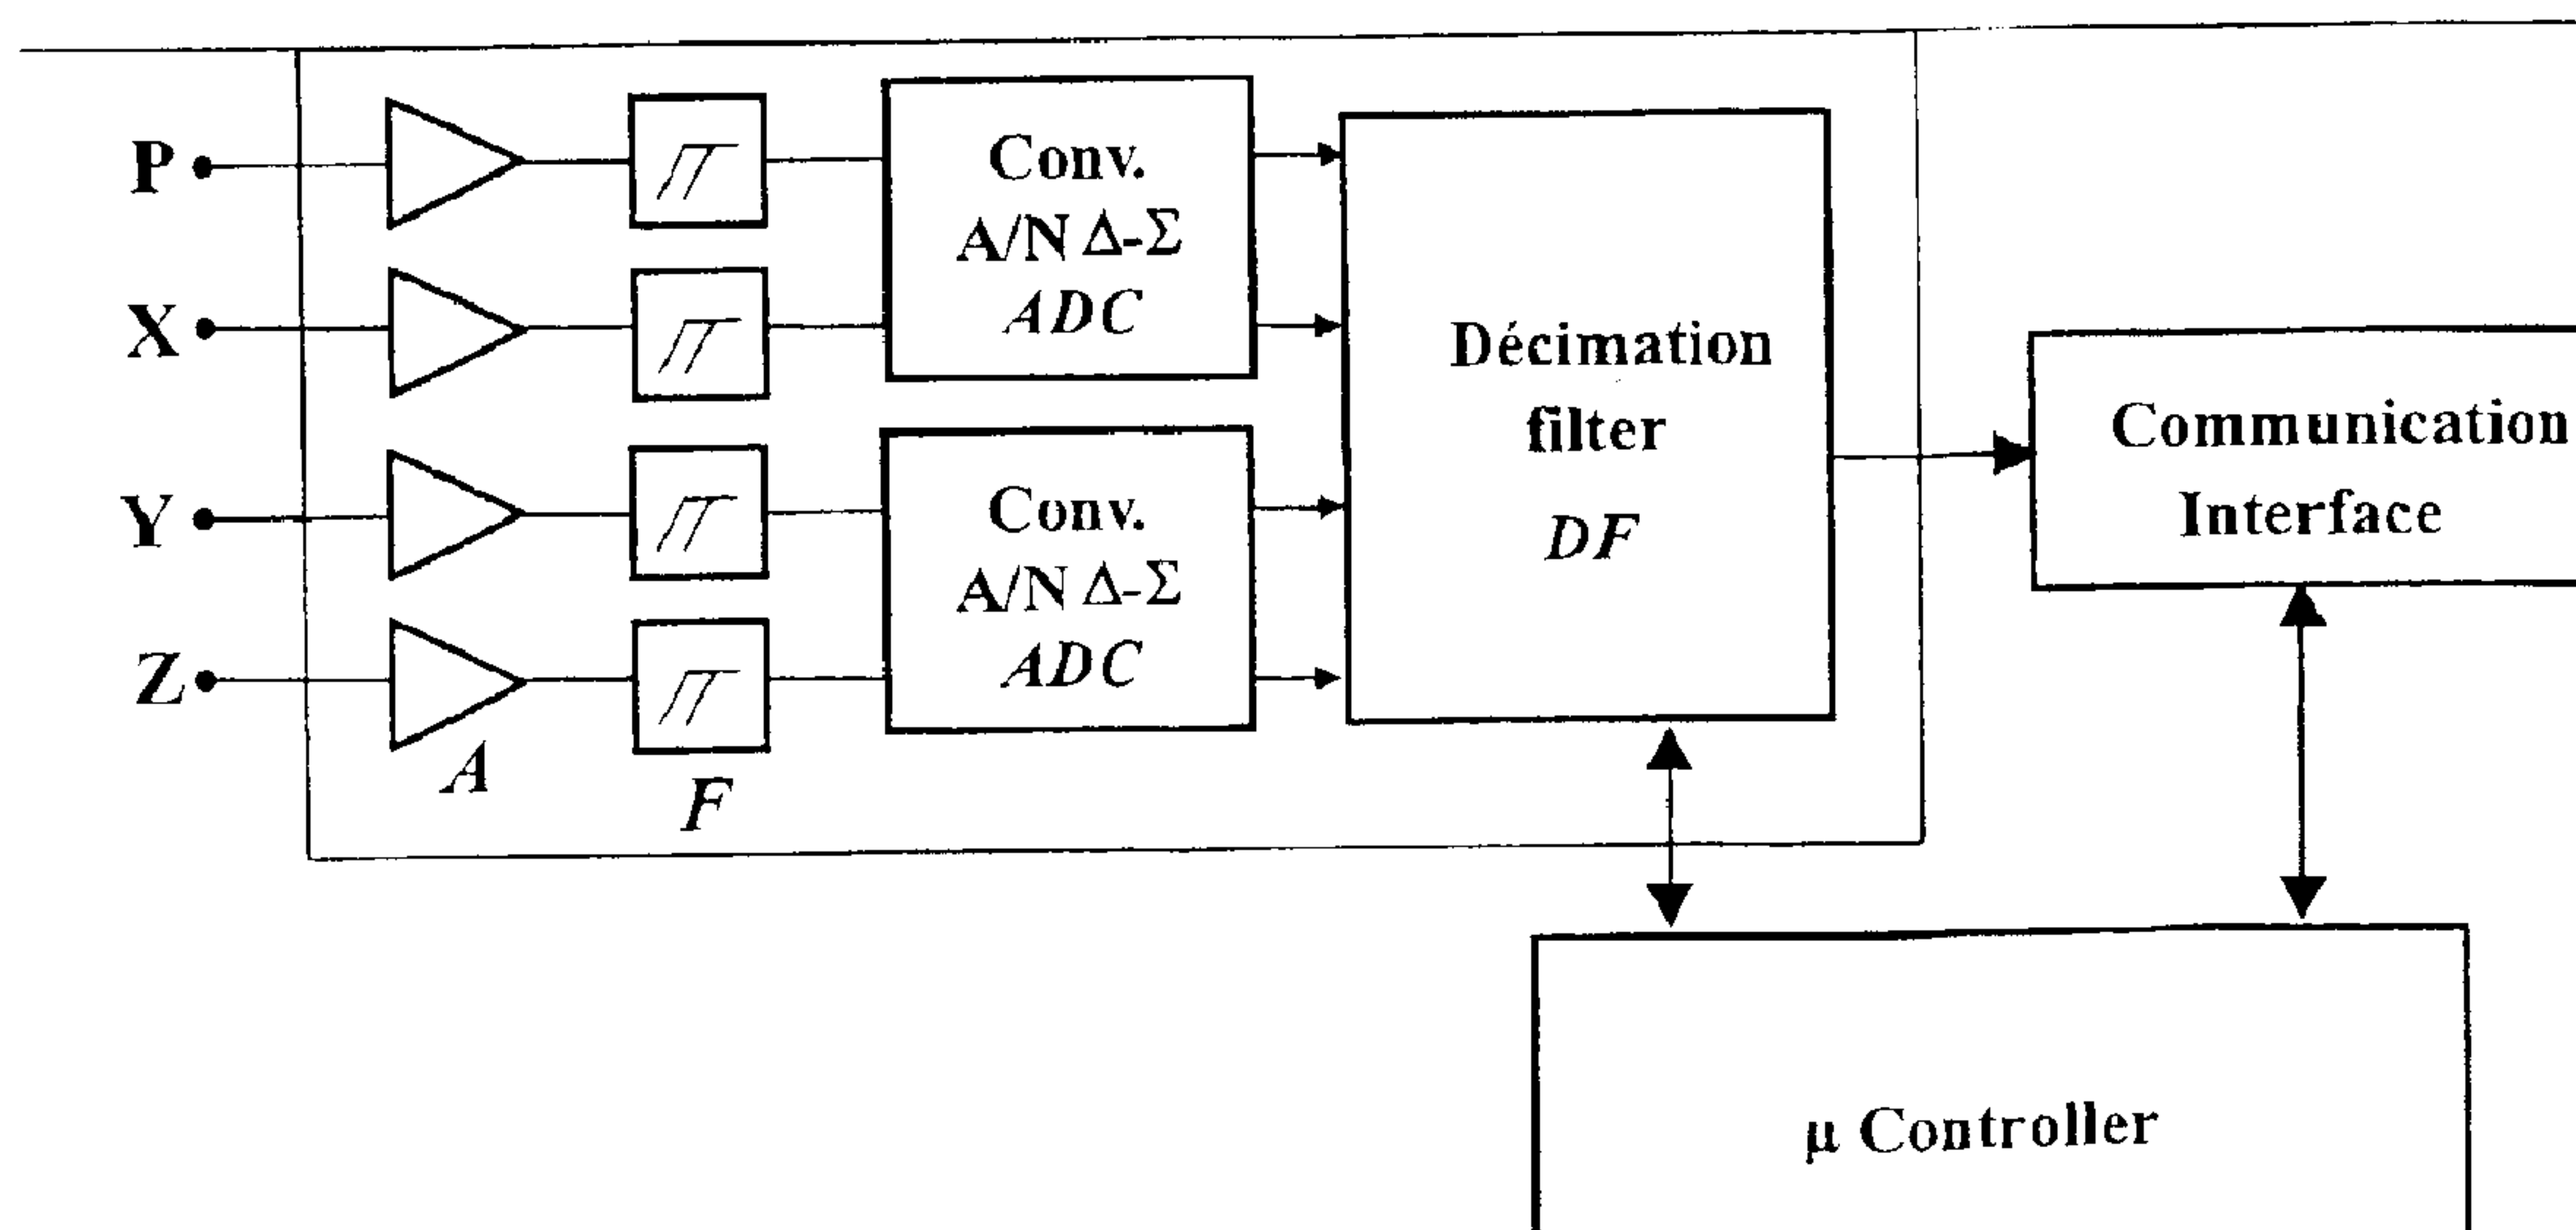 P
X
Y
Z
A
F
Conv.
A/N Δ-Σ
ADC
Conv.
A/N Δ-Σ
ADC
Décimation
filter
DF
Communication
Interface
μ Controller